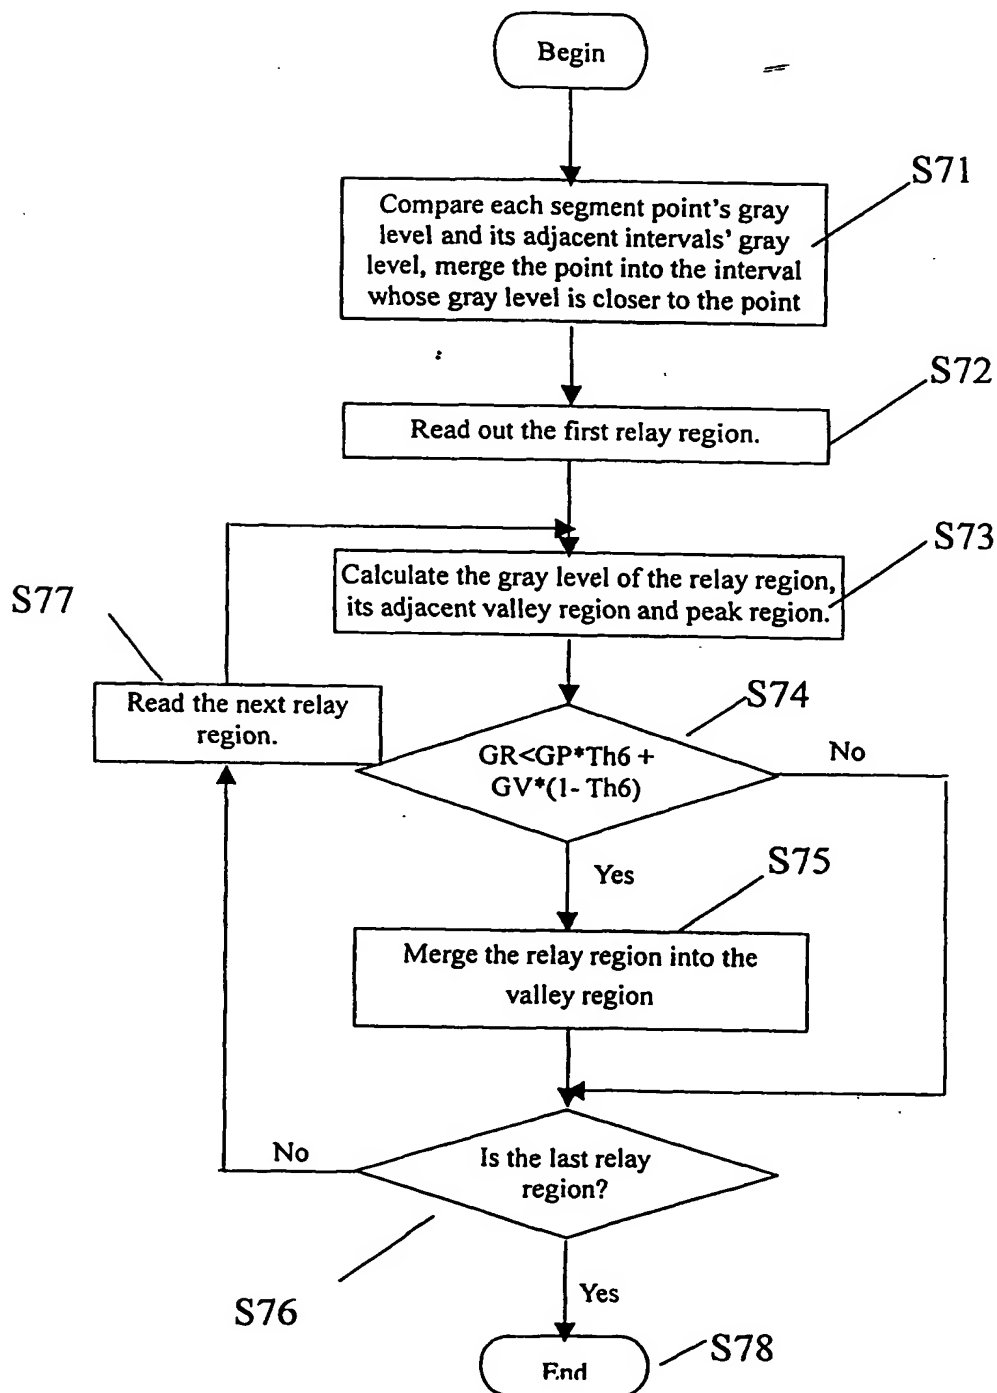 Begin
S71
Compare each segment point's gray
level and its adjacent intervals' gray
level, merge the point into the interval
whose gray level is closer to the point
S72
Read out the first relay region.
S73
Calculate the gray level of the relay region,
its adjacent valley region and peak region.
S77
Read the next relay
region.
S74
GR<GP*Th6 +
GV*(1- Th6)
No
Yes
S75
Merge the relay region into the
valley region
No
Is the last relay
region?
S76
Yes
End
S78